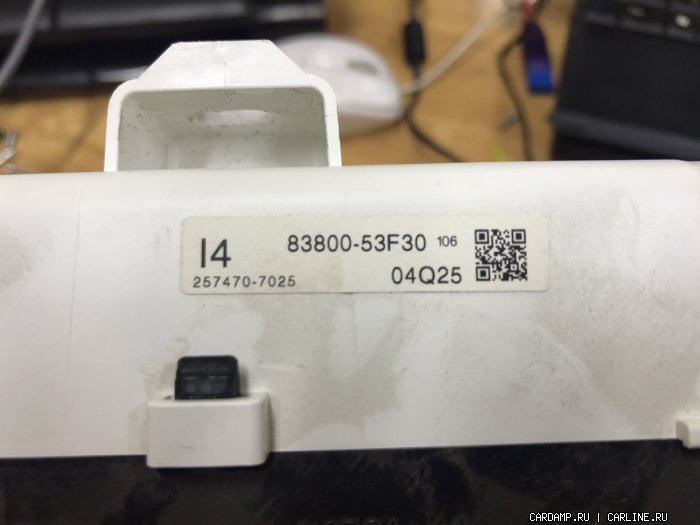 I4 83800-53F30 106
257470-7025 04Q25
CARDAMP.RU | CARLINE.RU